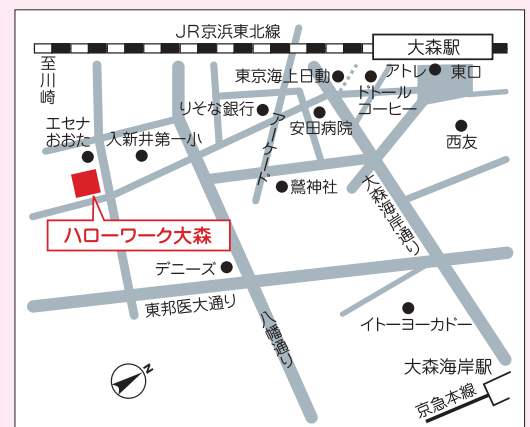 JR京浜東北線
大森駅
至川崎
東京海上日動
アトレ
東口
ドトール
コーヒー
りそな銀行
アーケード
安田病院
西友
エセナ
おおた
入新井第一小
鷲神社
大森海岸通り
ハローワーク大森
デニーズ
東邦医大通り
八幡通り
イトーヨーカドー
大森海岸駅
京急本線
N